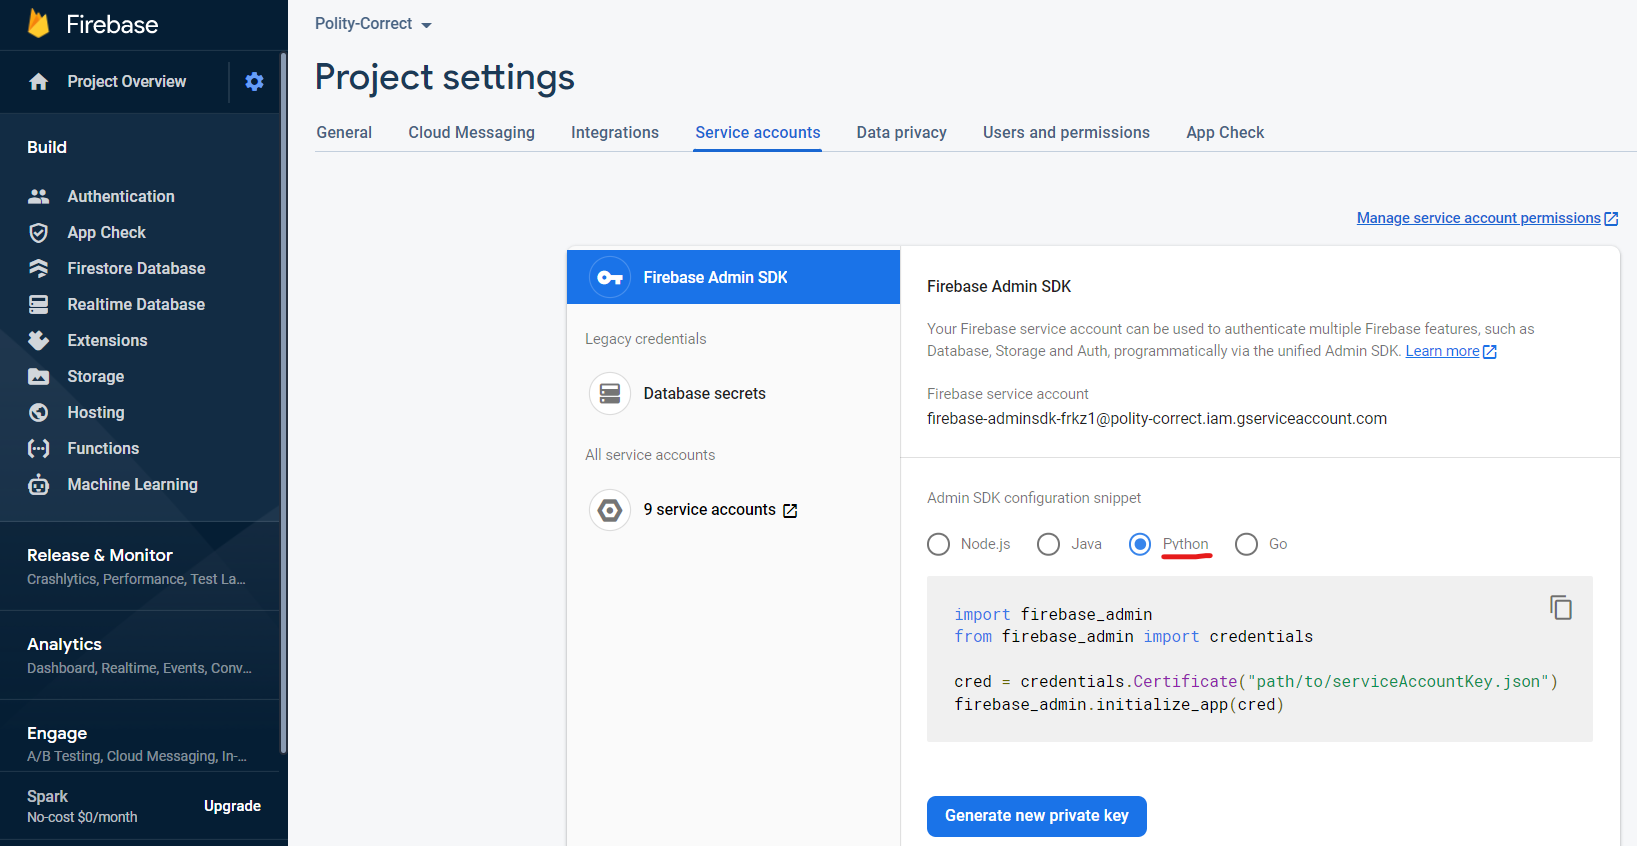 Firebase
Project Overview
Build
Authentication
App Check
Firestore Database
Realtime Database
Extensions
Storage
Hosting
Functions
Machine Learning
Release & Monitor
Crashlytics, Performance, Test La...
Analytics
Dashboard, Realtime, Events, Conv...
Engage
A/B Testing, Cloud Messaging, In-...
Spark
No-cost $0/month
Upgrade
Polity-Correct
Project settings
General Cloud Messaging Integrations Service accounts Data privacy Users and permissions App Check
Manage service account permissions
Firebase Admin SDK
Legacy credentials
Database secrets
All service accounts
9 service accounts
Firebase Admin SDK
Your Firebase service account can be used to authenticate multiple Firebase features, such as
Database, Storage and Auth, programmatically via the unified Admin SDK. Learn more
Firebase service account
firebase-adminsdk-frkz1@polity-correct.iam.gserviceaccount.com
Admin SDK configuration snippet
Node.js Java Python Go
import firebase_admin
from firebase_admin import credentials
cred = credentials.Certificate("path/to/serviceAccountKey.json")
firebase_admin.initialize_app(cred)
Generate new private key